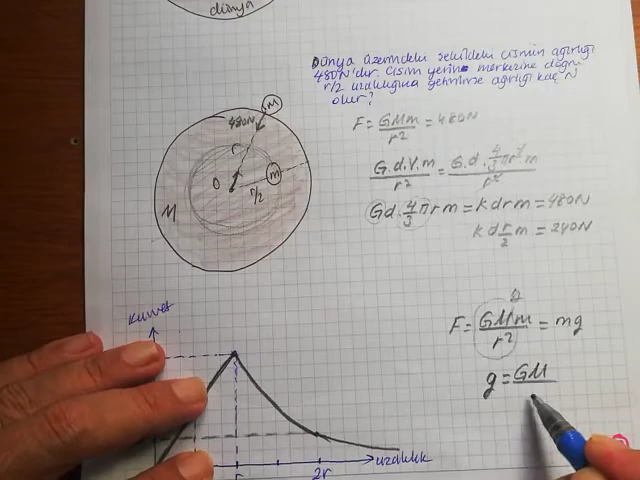 dünya
Dünya üzerindeki şekildeki cismin ağırlığı
480N'dur. Cisim yerin merkezine doğru
r/2 uzaklığına getirilirse ağırlığı kaç N
olur?
F = GMm/r² = 480N
G.d.V.m/r² = G.d.4/3πr³m/r²
Gd.4/3πrm = kdrm = 480N
kd r/2 m = 240N
m
480N
r
m
O
r/2
M
Kuvvet
F = GMm/r² = mg
g = GM
r
2r
uzaklık